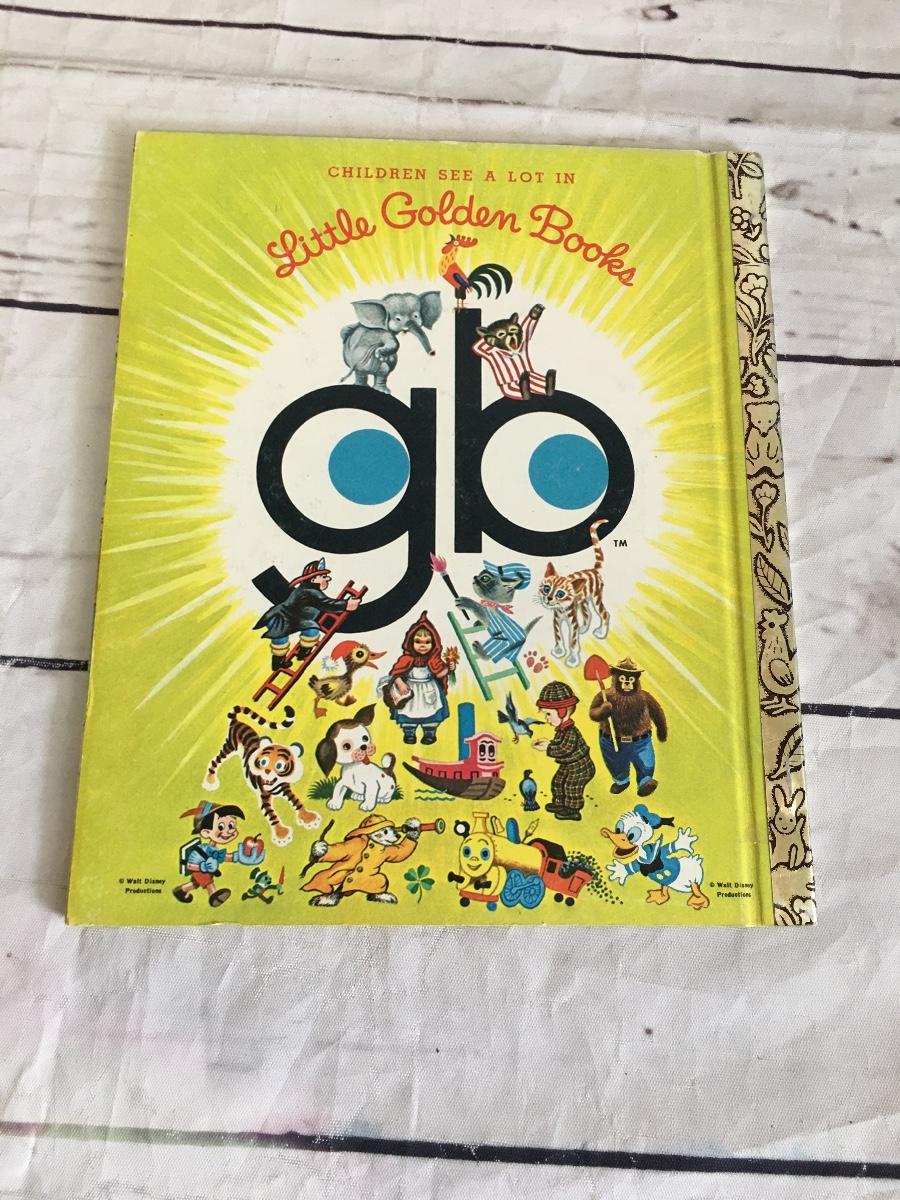 CHILDREN SEE A LOT IN
Little Golden Books
gb
TM
© Walt Disney
Productions
© Walt Disney
Productions